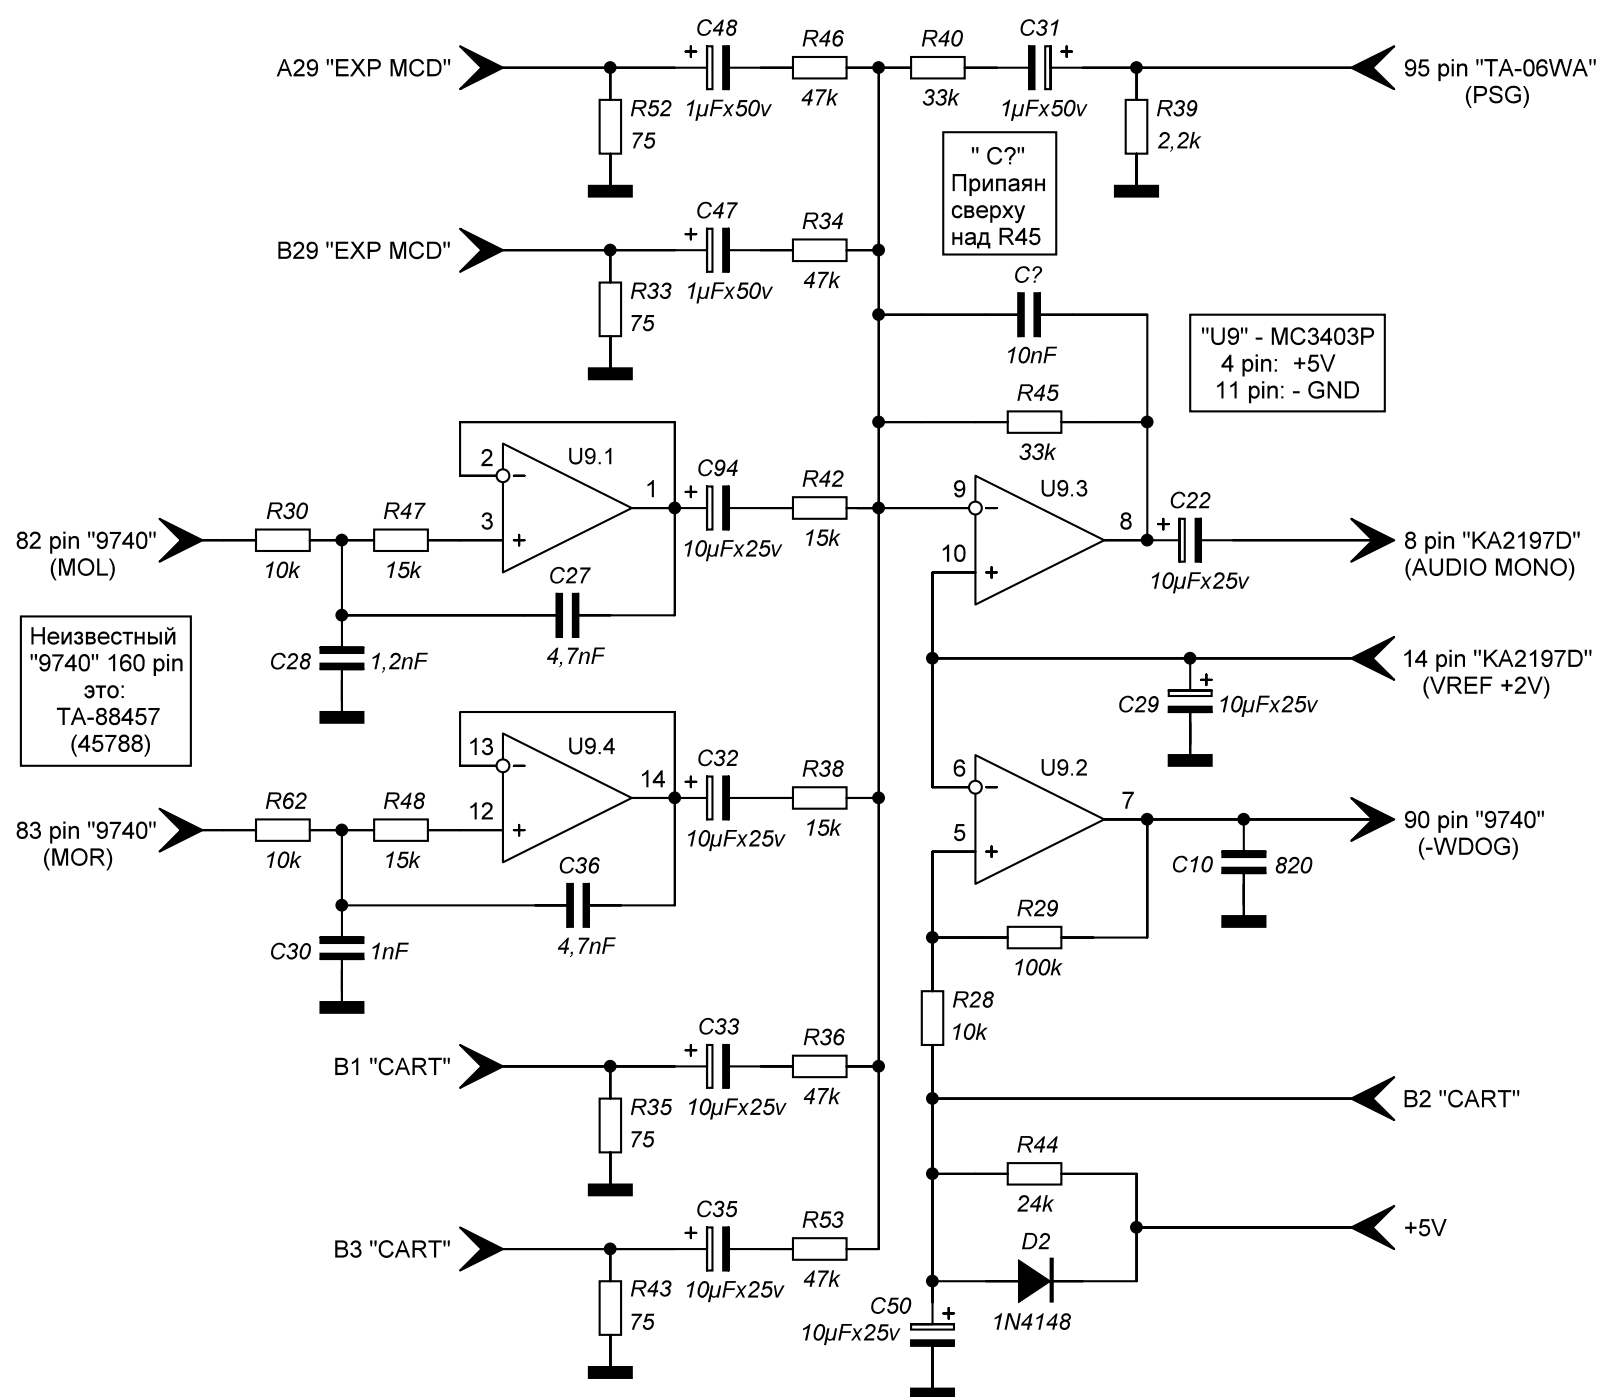 C48
R46
R40
C31
A29 "EXP MCD"
+
+
95 pin "TA-06WA"
(PSG)
1µFx50v
47k
33k
1µFx50v
R52
75
R39
2,2k
" C?"
Припаян
сверху
над R45
C47
R34
B29 "EXP MCD"
+
1µFx50v
47k
R33
75
C?
10nF
"U9" - MC3403P
4 pin: +5V
11 pin: - GND
R45
33k
2
–
U9.1
1
3
+
C94
+
10µFx25v
R42
15k
9
–
U9.3
8
10
+
C22
+
10µFx25v
82 pin "9740"
(MOL)
R30
10k
R47
15k
8 pin "KA2197D"
(AUDIO MONO)
C27
4,7nF
C28
1,2nF
Неизвестный
"9740" 160 pin
это:
TA-88457
(45788)
14 pin "KA2197D"
(VREF +2V)
C29
+
10µFx25v
13
–
U9.4
14
12
+
C32
+
10µFx25v
R38
15k
6
–
U9.2
7
5
+
83 pin "9740"
(MOR)
R62
10k
R48
15k
90 pin "9740"
(-WDOG)
C10
820
C36
4,7nF
C30
1nF
R29
100k
R28
10k
C33
R36
B1 "CART"
+
10µFx25v
47k
R35
75
B2 "CART"
R44
24k
C35
R53
B3 "CART"
+
10µFx25v
47k
R43
75
+5V
D2
1N4148
C50
+
10µFx25v